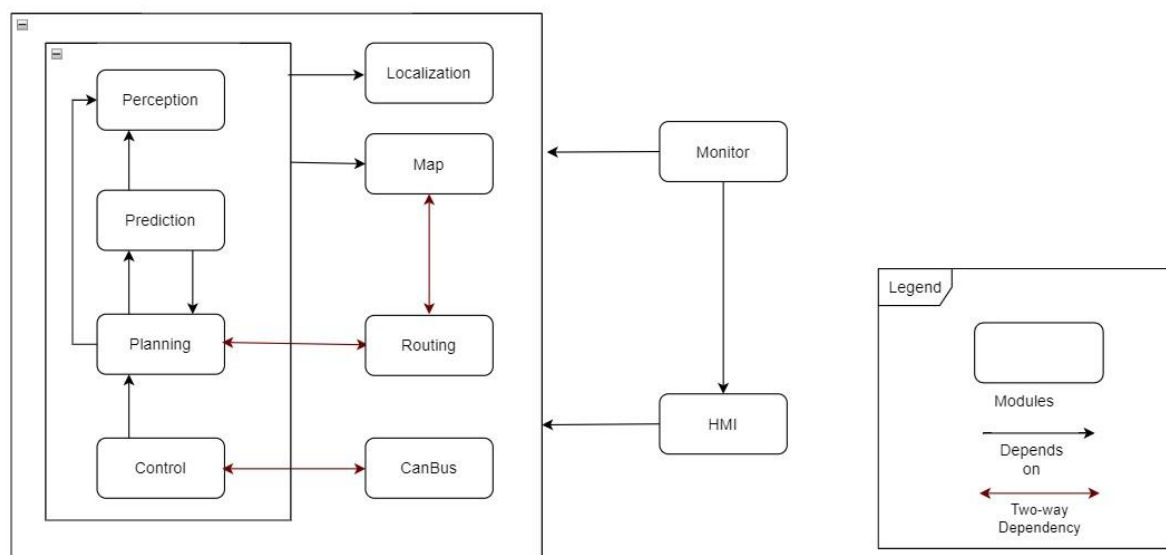 Localization
Perception
Map
Monitor
Prediction
Legend
Planning
Routing
Modules
HMI
Depends
on
Control
CanBus
Two-way
Dependency